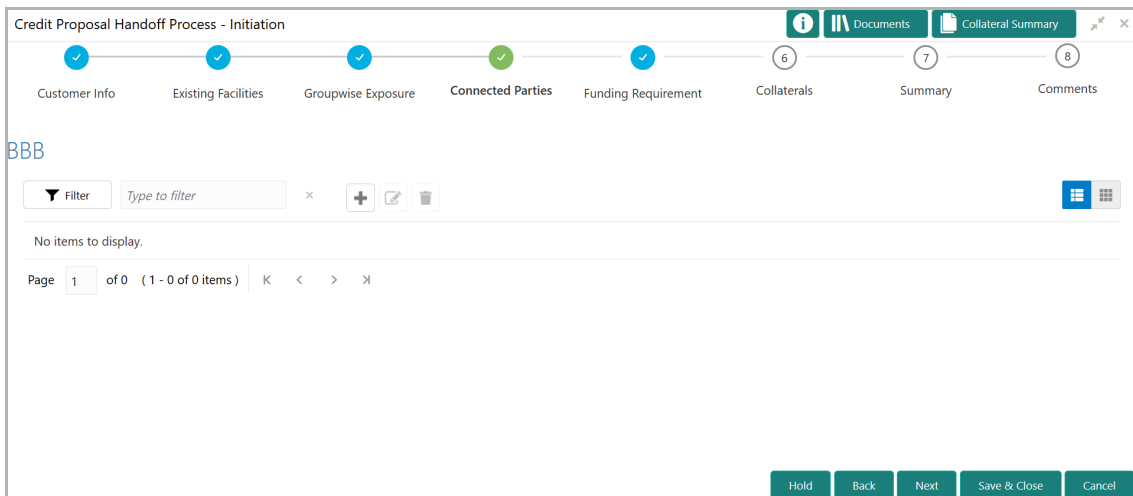 Credit Proposal Handoff Process - Initiation
Documents
Collateral Summary
6 7 8
Customer Info Existing Facilities Groupwise Exposure Connected Parties Funding Requirement Collaterals Summary Comments
BBB
Filter Type to filter
No items to display.
Page 1 of 0 ( 1 - 0 of 0 items )
Hold Back Next Save & Close Cancel